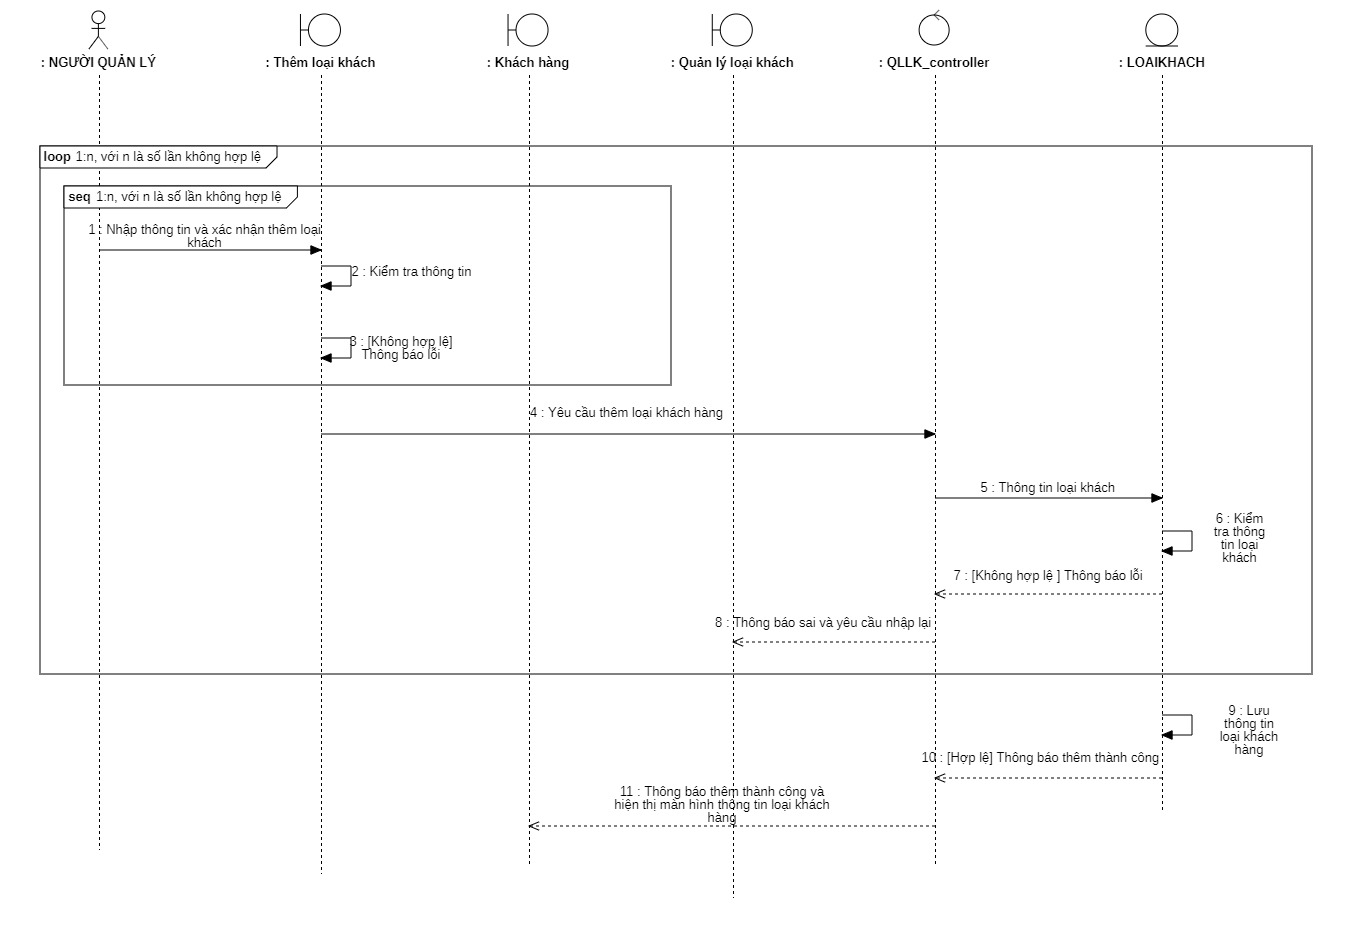 : NGƯỜI QUẢN LÝ
: Thêm loại khách
: Khách hàng
: Quản lý loại khách
: QLLK_controller
: LOAIKHACH
loop 1:n, với n là số lần không hợp lệ
seq 1:n, với n là số lần không hợp lệ
1 : Nhập thông tin và xác nhận thêm loại
khách
2 : Kiểm tra thông tin
3 : [Không hợp lệ]
Thông báo lỗi
4 : Yêu cầu thêm loại khách hàng
5 : Thông tin loại khách
6 : Kiểm
tra thông
tin loại
khách
7 : [Không hợp lệ ] Thông báo lỗi
8 : Thông báo sai và yêu cầu nhập lại
9 : Lưu
thông tin
loại khách
hàng
10 : [Hợp lệ] Thông báo thêm thành công
11 : Thông báo thêm thành công và
hiện thị màn hình thông tin loại khách
hàng